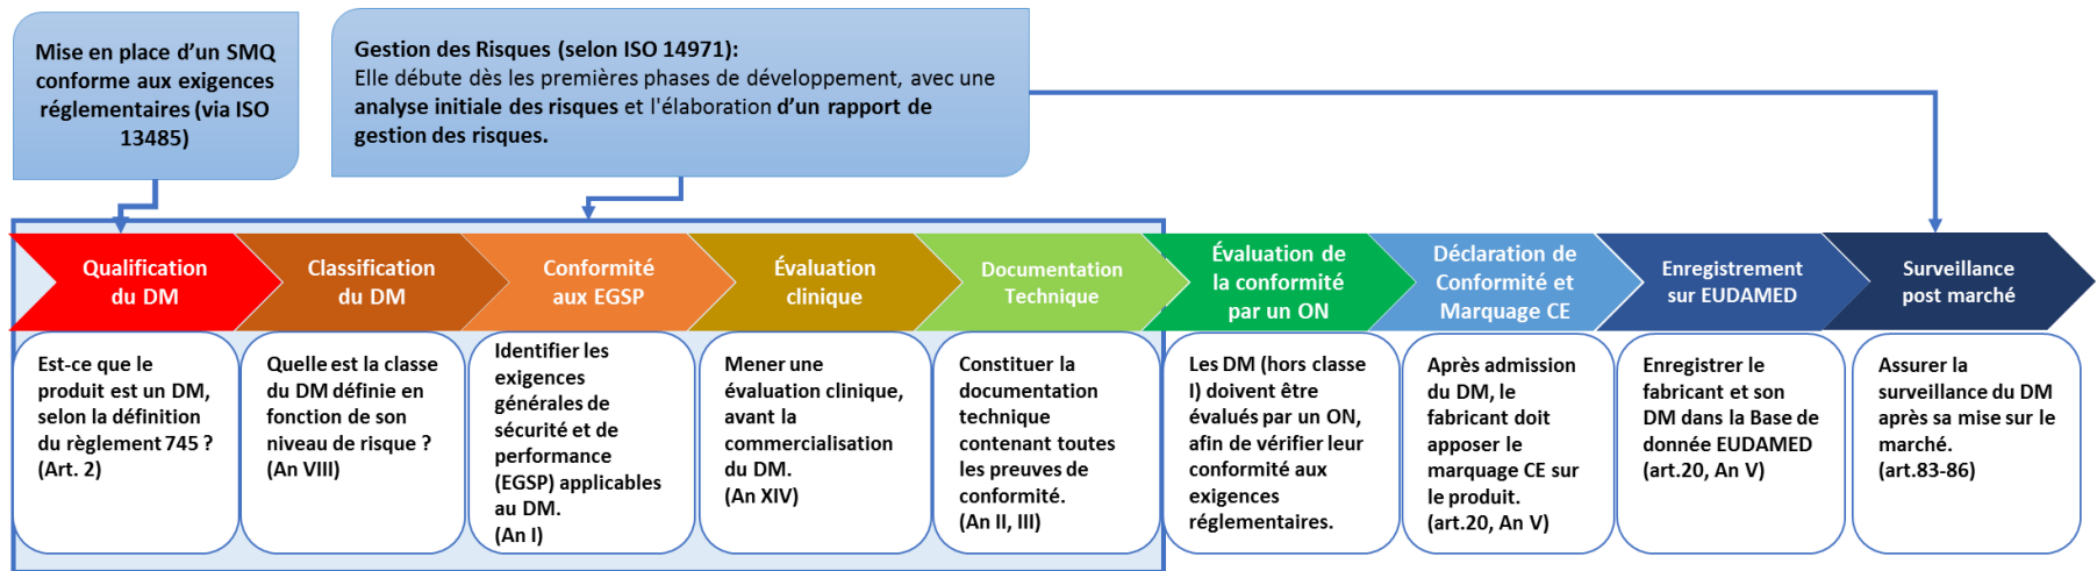 Mise en place d’un SMQ
conforme aux exigences
réglementaires (via ISO
13485)
Gestion des Risques (selon ISO 14971):
Elle débute dès les premières phases de développement, avec une
analyse initiale des risques et l'élaboration d’un rapport de
gestion des risques.
Qualification
du DM
Classification
du DM
Conformité
aux EGSP
Évaluation
clinique
Documentation
Technique
Évaluation de
la conformité
par un ON
Déclaration de
Conformité et
Marquage CE
Enregistrement
sur EUDAMED
Surveillance
post marché
Est-ce que le
produit est un DM,
selon la définition
du règlement 745 ?
(Art. 2)
Quelle est la classe
du DM définie en
fonction de son
niveau de risque ?
(An VIII)
Identifier les
exigences
générales de
sécurité et de
performance
(EGSP) applicables
au DM.
(An I)
Mener une
évaluation clinique,
avant la
commercialisation
du DM.
(An XIV)
Constituer la
documentation
technique
contenant toutes
les preuves de
conformité.
(An II, III)
Les DM (hors classe
I) doivent être
évalués par un ON,
afin de vérifier leur
conformité aux
exigences
réglementaires.
Après admission
du DM, le
fabricant doit
apposer le
marquage CE sur
le produit.
(art.20, An V)
Enregistrer le
fabricant et son
DM dans la Base de
donnée EUDAMED
(art.20, An V)
Assurer la
surveillance du DM
après sa mise sur le
marché.
(art.83-86)